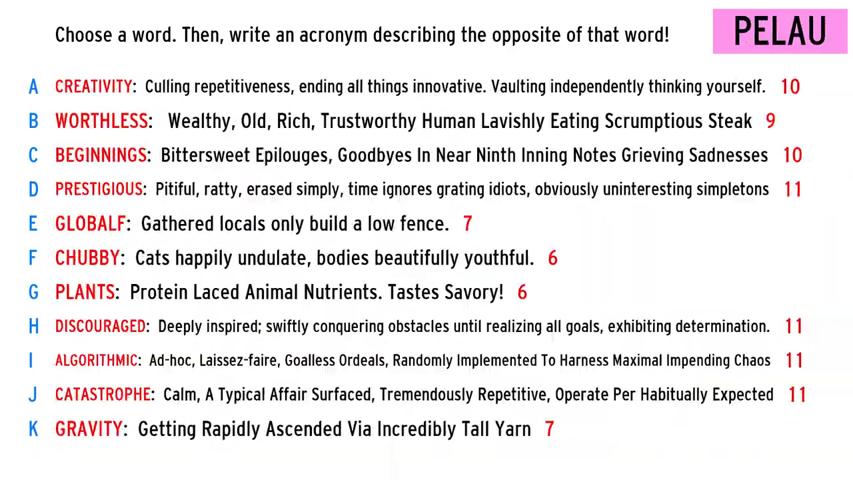 Choose a word. Then, write an acronym describing the opposite of that word!
PELAU
A CREATIVITY: Culling repetitiveness, ending all things innovative. Vaulting independently thinking yourself. 10
B WORTHLESS: Wealthy, Old, Rich, Trustworthy Human Lavishly Eating Scrumptious Steak 9
C BEGINNINGS: Bittersweet Epilouges, Goodbyes In Near Ninth Inning Notes Grieving Sadnesses 10
D PRESTIGIOUS: Pitiful, ratty, erased simply, time ignores grating idiots, obviously uninteresting simpletons 11
E GLOBALF: Gathered locals only build a low fence. 7
F CHUBBY: Cats happily undulate, bodies beautifully youthful. 6
G PLANTS: Protein Laced Animal Nutrients. Tastes Savory! 6
H DISCOURAGED: Deeply inspired; swiftly conquering obstacles until realizing all goals, exhibiting determination. 11
I ALGORITHMIC: Ad-hoc, Laissez-faire, Goalless Ordeals, Randomly Implemented To Harness Maximal Impending Chaos 11
J CATASTROPHE: Calm, A Typical Affair Surfaced, Tremendously Repetitive, Operate Per Habitually Expected 11
K GRAVITY: Getting Rapidly Ascended Via Incredibly Tall Yarn 7